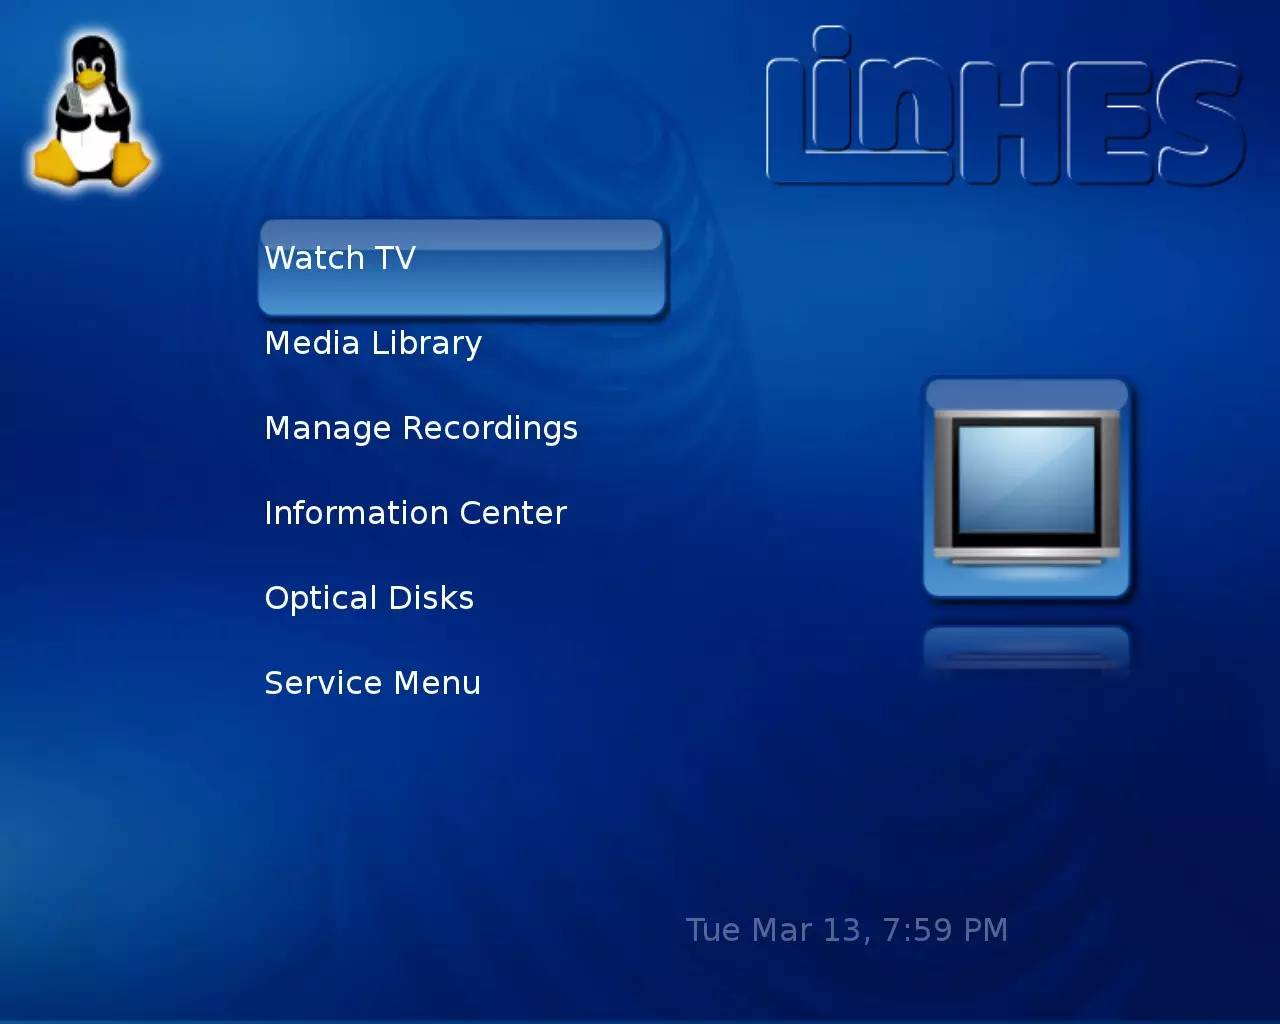 LinHES
Watch TV
Media Library
Manage Recordings
Information Center
Optical Disks
Service Menu
Tue Mar 13, 7:59 PM